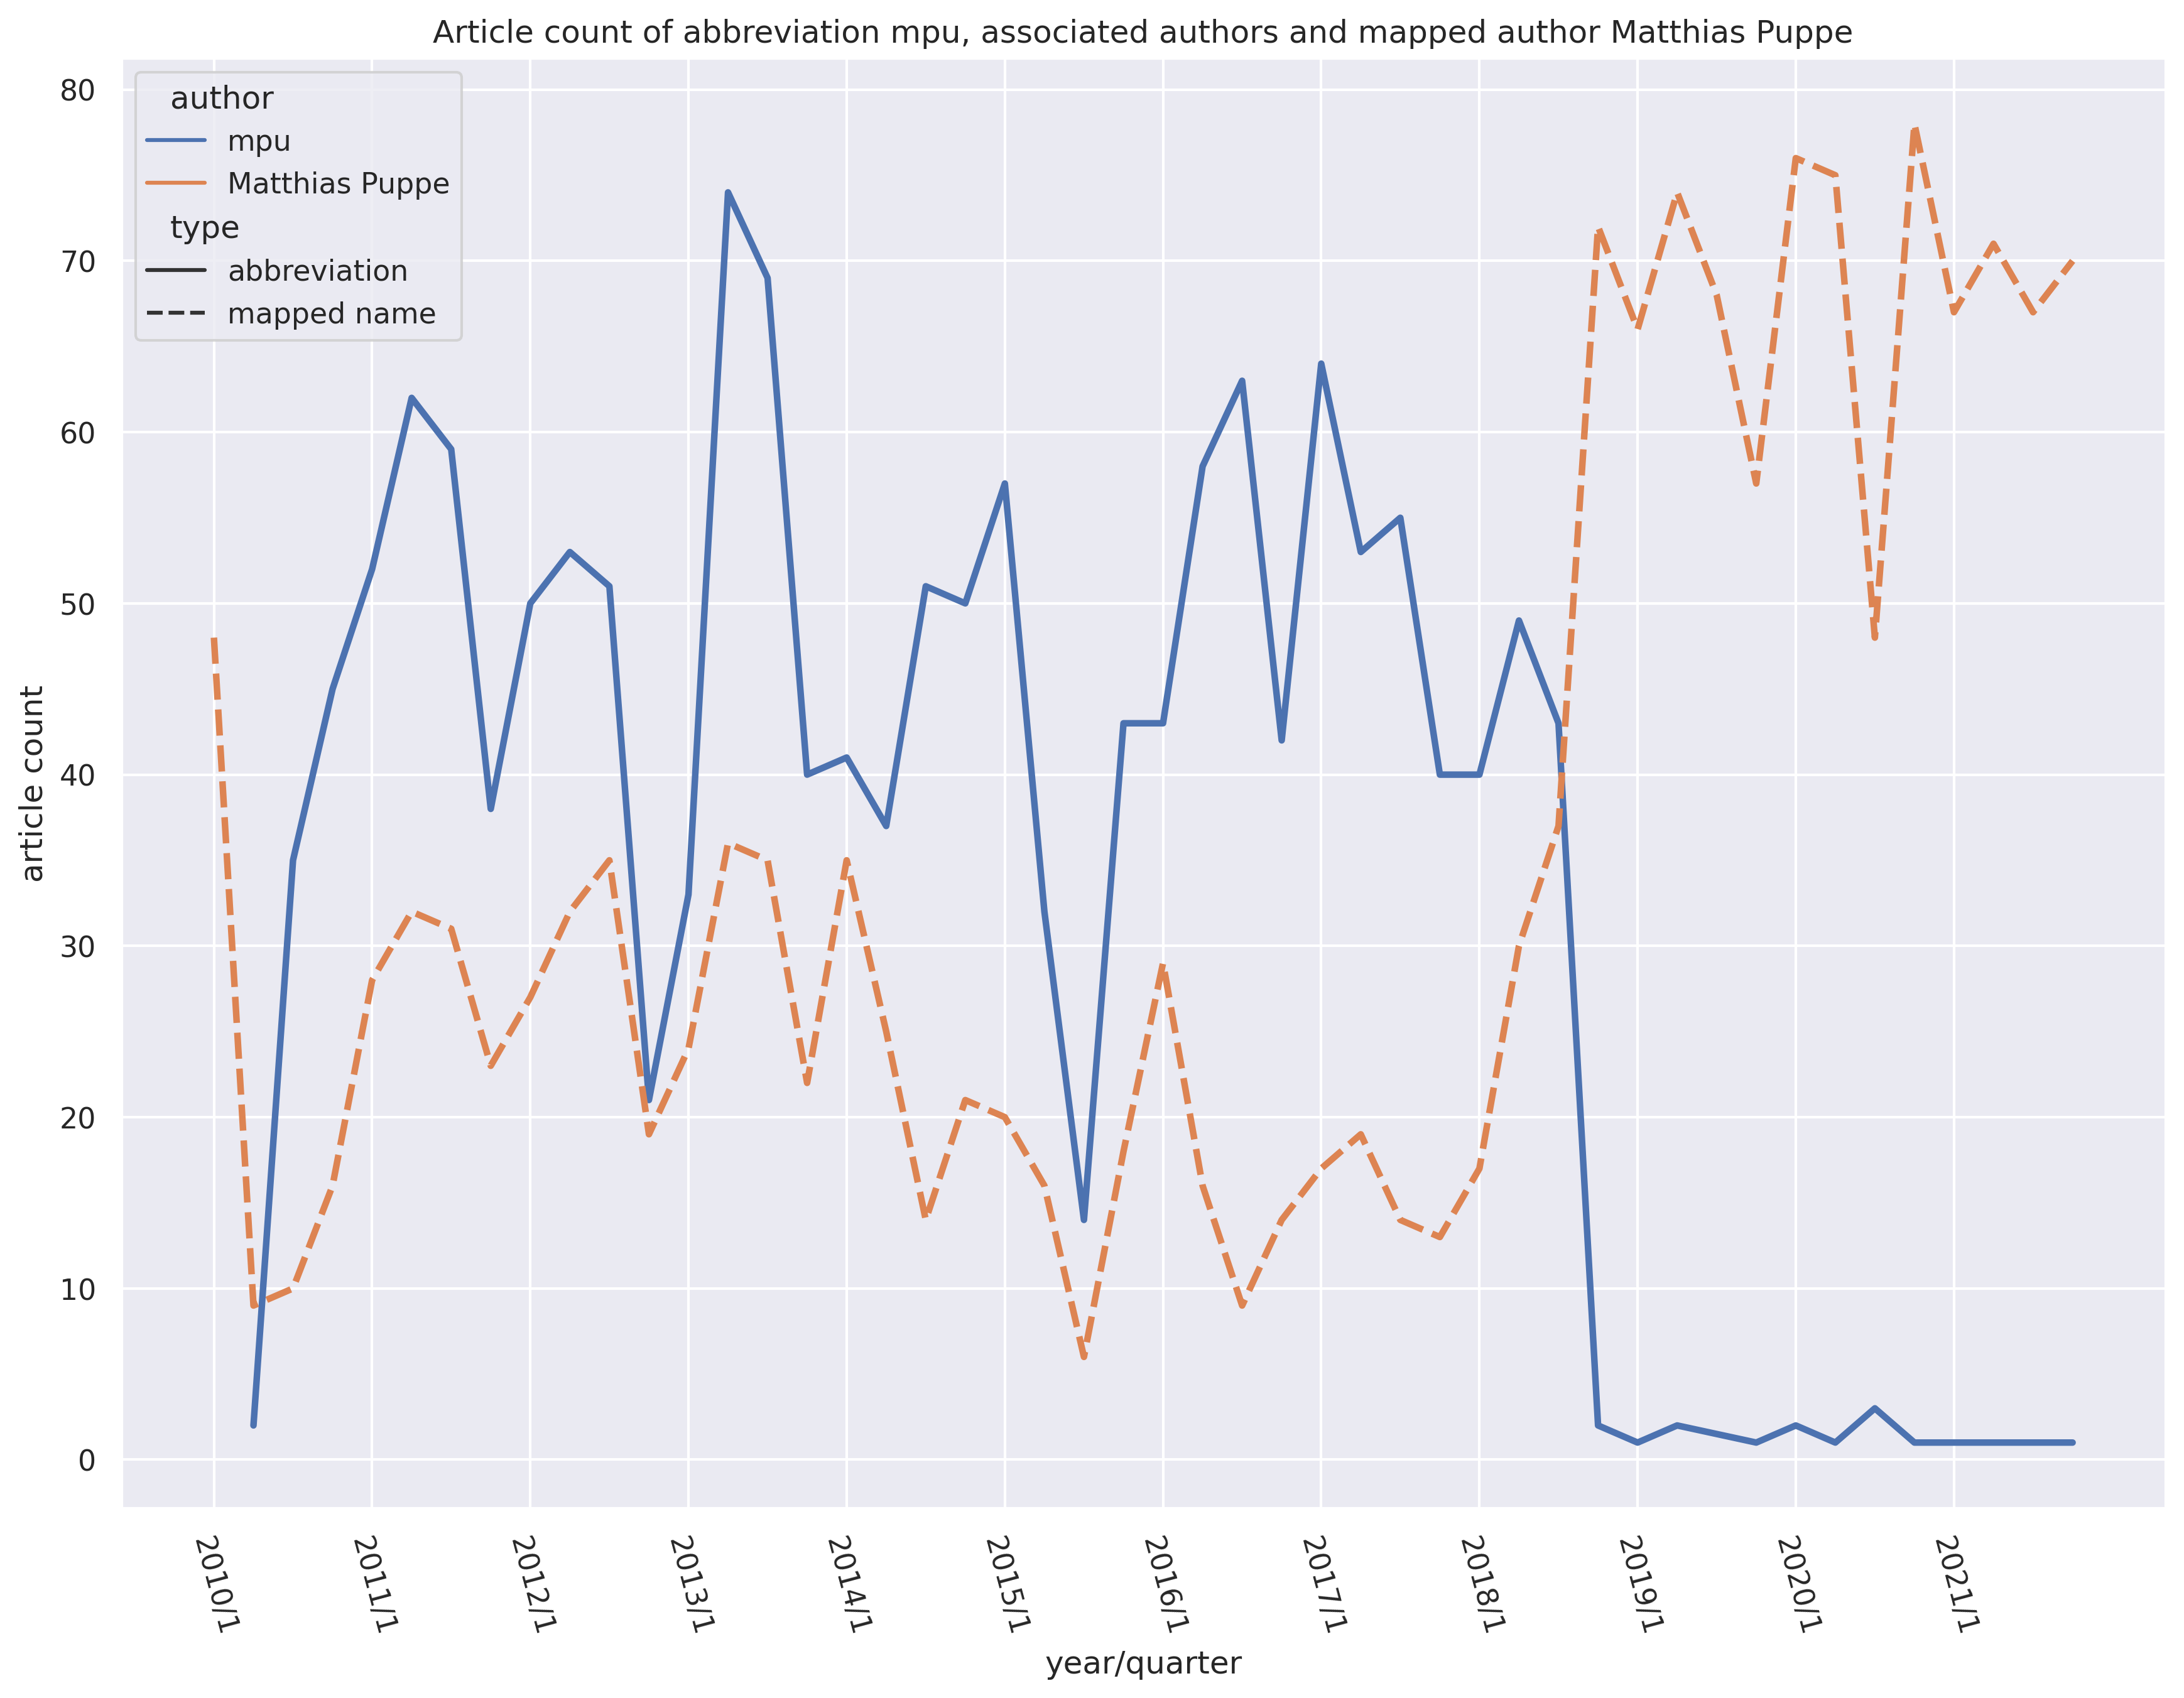 Article count of abbreviation mpu, associated authors and mapped author Matthias Puppe
author
mpu
Matthias Puppe
type
abbreviation
mapped name
80
70
60
50
40
30
20
10
0
article count
2010/1
2011/1
2012/1
2013/1
2014/1
2015/1
2016/1
2017/1
2018/1
2019/1
2020/1
2021/1
year/quarter